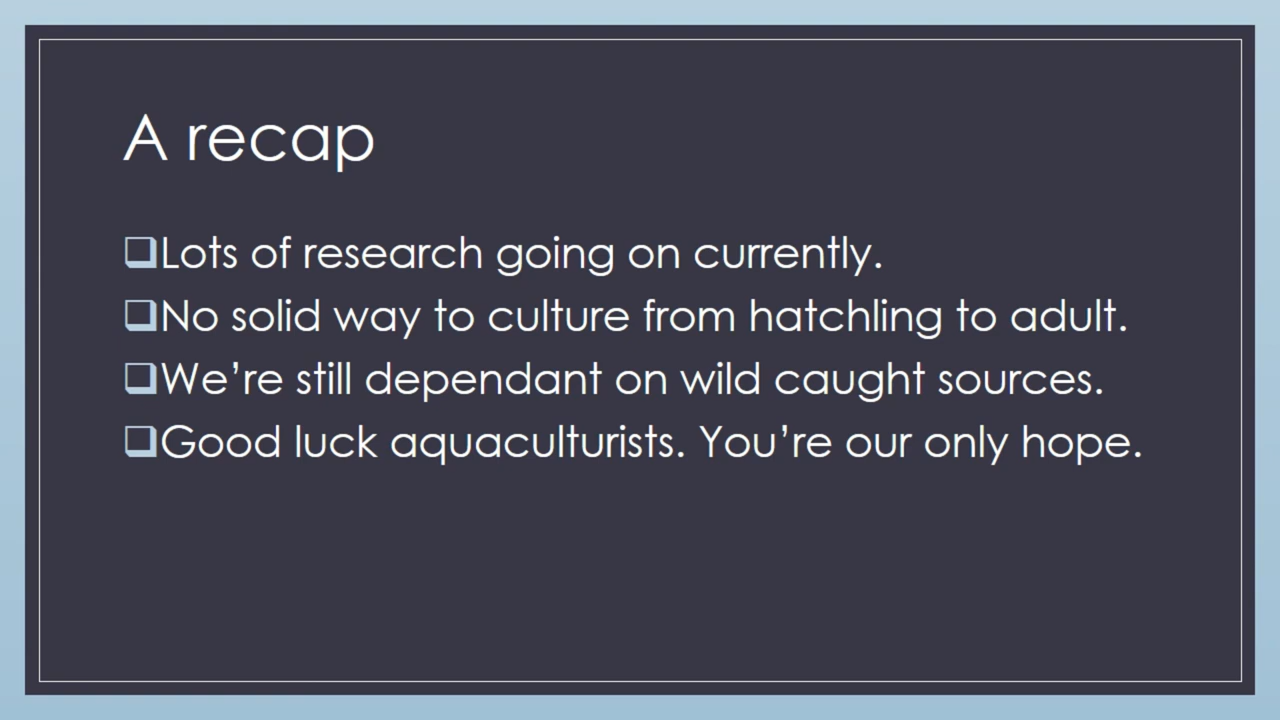 A recap
❑Lots of research going on currently.
❑No solid way to culture from hatchling to adult.
❑We’re still dependant on wild caught sources.
❑Good luck aquaculturists. You’re our only hope.